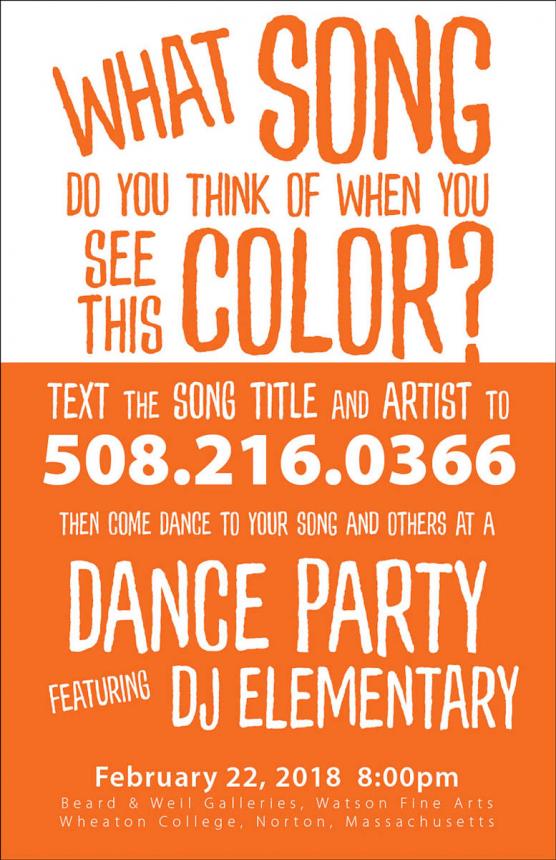 WHAT SONG
DO YOU THINK OF WHEN YOU
SEE THIS COLOR?
TEXT THE SONG TITLE AND ARTIST TO
508.216.0366
THEN COME DANCE TO YOUR SONG AND OTHERS AT A
DANCE PARTY
FEATURING DJ ELEMENTARY
February 22, 2018 8:00pm
Beard & Weil Galleries, Watson Fine Arts
Wheaton College, Norton, Massachusetts